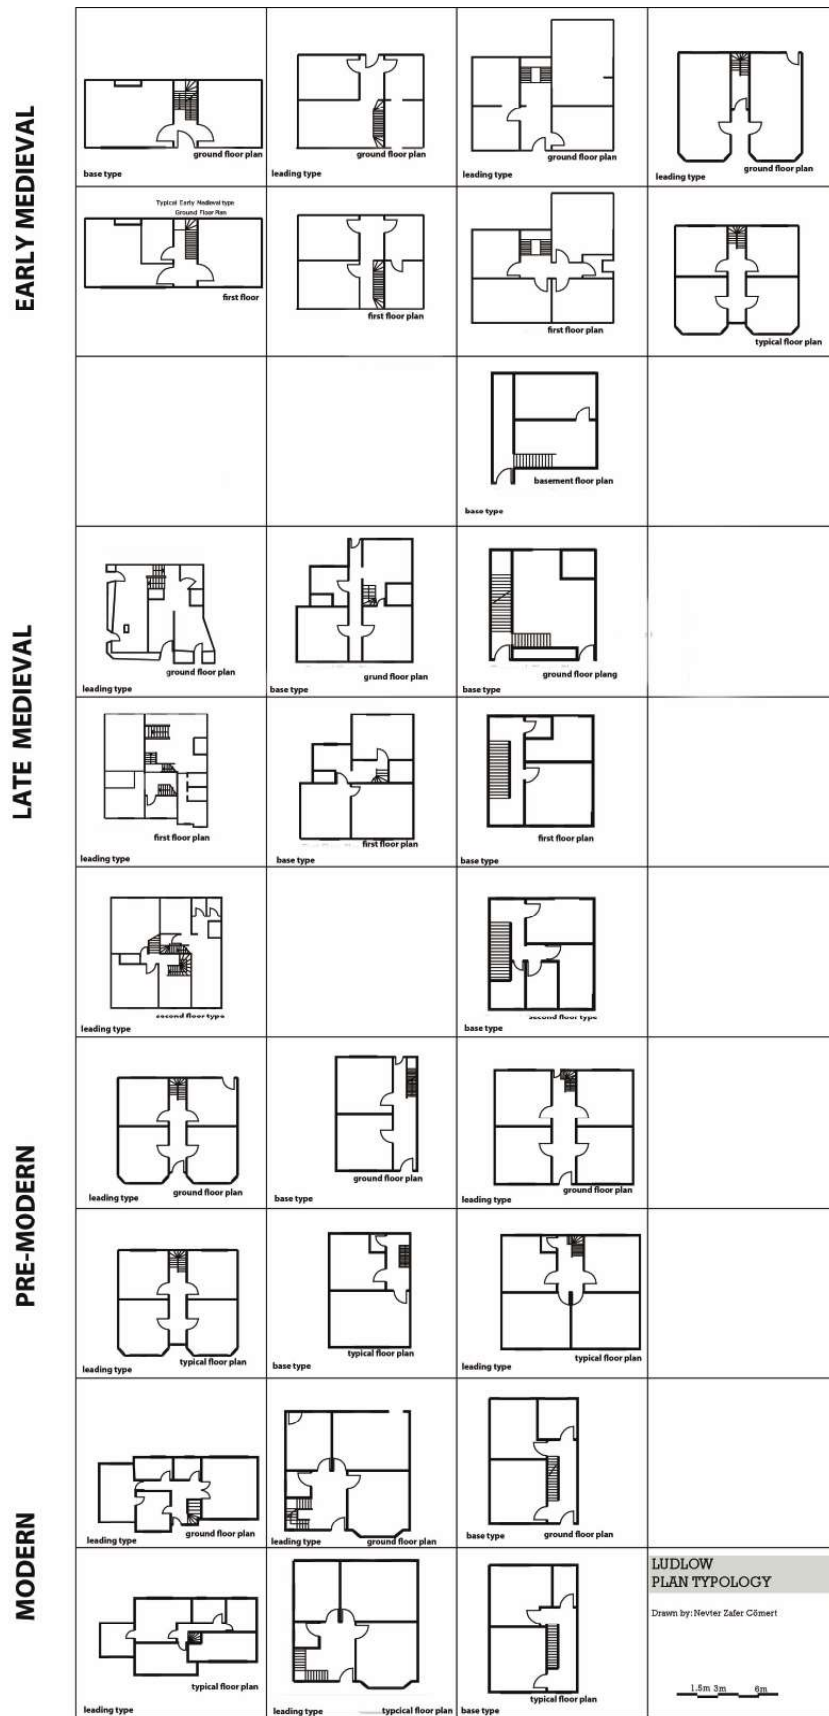 EARLY MEDIEVAL
ground floor plan
base type
ground floor plan
leading type
ground floor plan
leading type
ground floor plan
leading type
Typical Early Medieval type
Ground Floor Plan
first floor
first floor plan
first floor plan
typical floor plan
basement floor plan
base type
LATE MEDIEVAL
ground floor plan
leading type
grund floor plan
base type
ground floor plang
base type
first floor plan
leading type
first floor plan
base type
first floor plan
base type
second floor type
leading type
second floor type
base type
PRE-MODERN
ground floor plan
leading type
ground floor plan
base type
ground floor plan
leading type
typical floor plan
leading type
typical floor plan
base type
typical floor plan
leading type
MODERN
ground floor plan
leading type
leading type
ground floor plan
base type
ground floor plan
typical floor plan
leading type
leading type
typcical floor plan
typical floor plan
base type
LUDLOW
PLAN TYPOLOGY
Drawn by: Nevter Zafer Cömert
1.5m 3m 6m